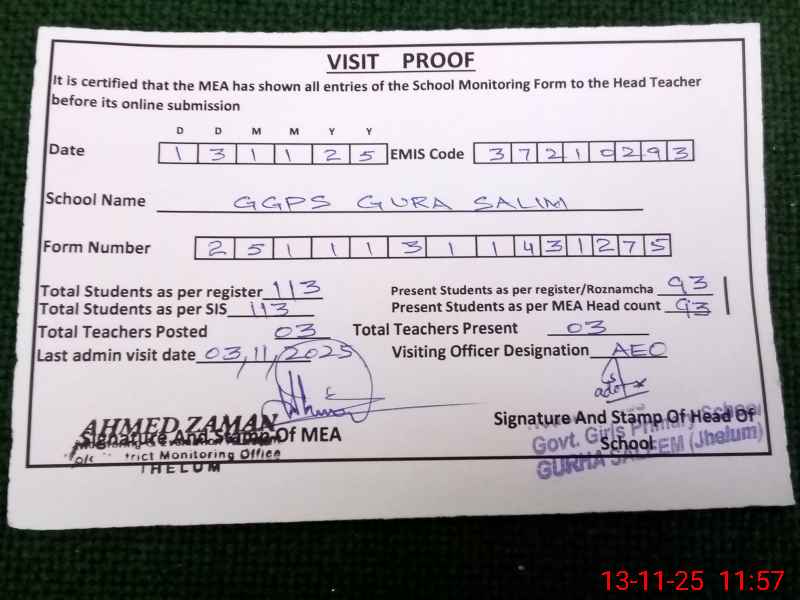 VISIT PROOF
It is certified that the MEA has shown all entries of the School Monitoring Form to the Head Teacher
before its online submission
D D M M Y Y
Date 1 3 1 1 2 5 EMIS Code 3 7 2 1 0 2 9 3
School Name GGPS GURA SALIM
Form Number 2 5 1 1 1 3 1 1 4 3 1 2 7 5
Total Students as per register 113 Present Students as per register/Roznamcha 93
Total Students as per SIS 113 Present Students as per MEA Head count 93
Total Teachers Posted 03 Total Teachers Present 03
Last admin visit date 03,11,2025 Visiting Officer Designation AEO
AHMED ZAMAN
Signature And Stamp Of MEA
trict Monitoring Office
JHELUM
Signature And Stamp Of Head Of
School
Primary School
Govt. Girls
GURHA SALEEM (Jhelum)
13-11-25 11:57